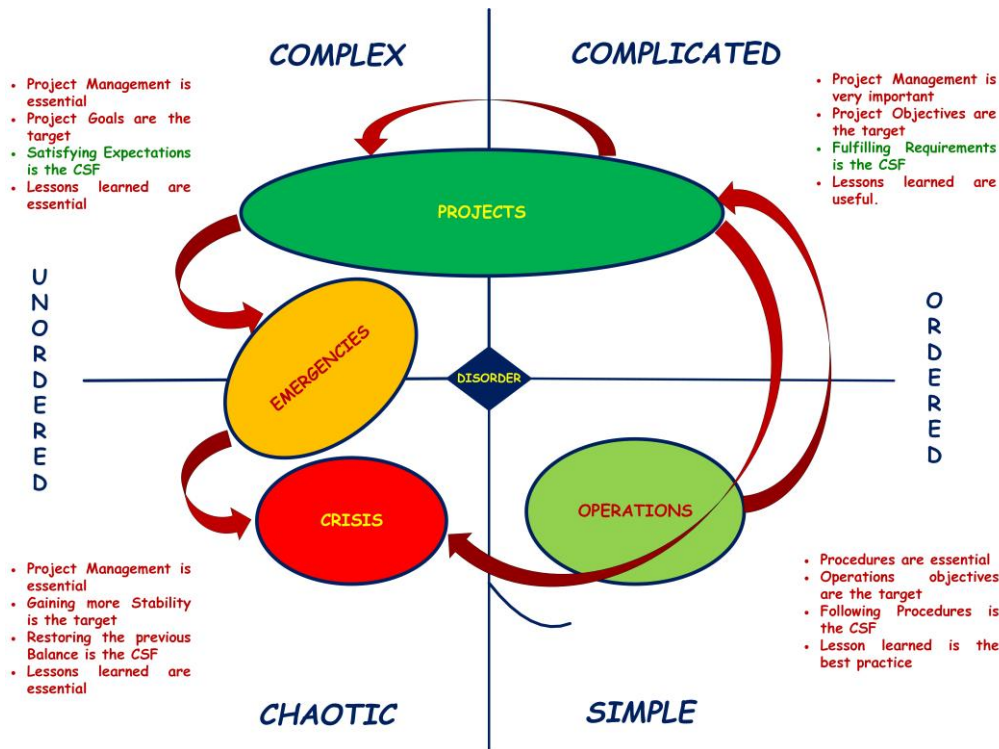 COMPLEX
COMPLICATED
• Project Management is
essential
• Project Goals are the
target
• Satisfying Expectations
is the CSF
• Lessons learned are
essential
• Project Management is
very important
• Project Objectives are
the target
• Fulfilling Requirements
is the CSF
• Lessons learned are
useful.
PROJECTS
UNORDERED
ORDERED
EMERGENCIES
DISORDER
CRISIS
OPERATIONS
• Project Management is
essential
• Gaining more Stability
is the target
• Restoring the previous
Balance is the CSF
• Lessons learned are
essential
• Procedures are essential
• Operations objectives
are the target
• Following Procedures is
the CSF
• Lesson learned is the
best practice
CHAOTIC
SIMPLE